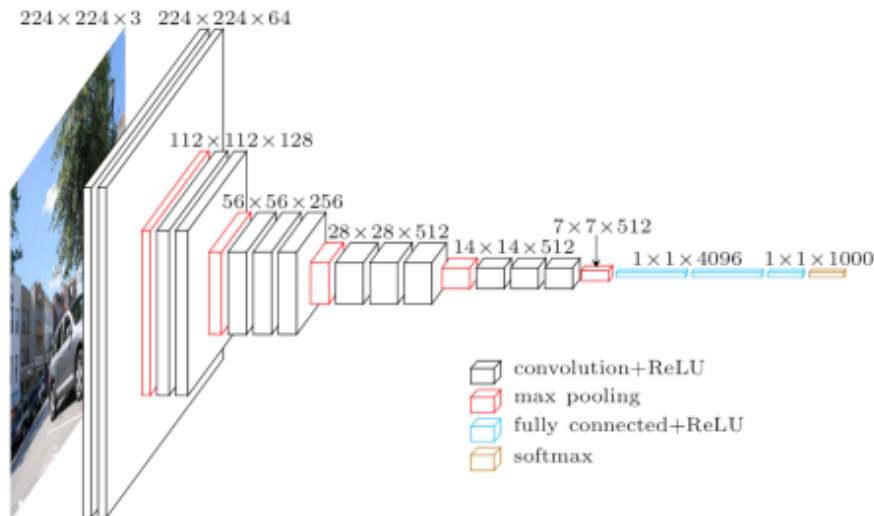 224×224×3
224×224×64
112×112×128
56×56×256
28×28×512
14×14×512
7×7×512
1×1×4096
1×1×1000
convolution+ReLU
max pooling
fully connected+ReLU
softmax